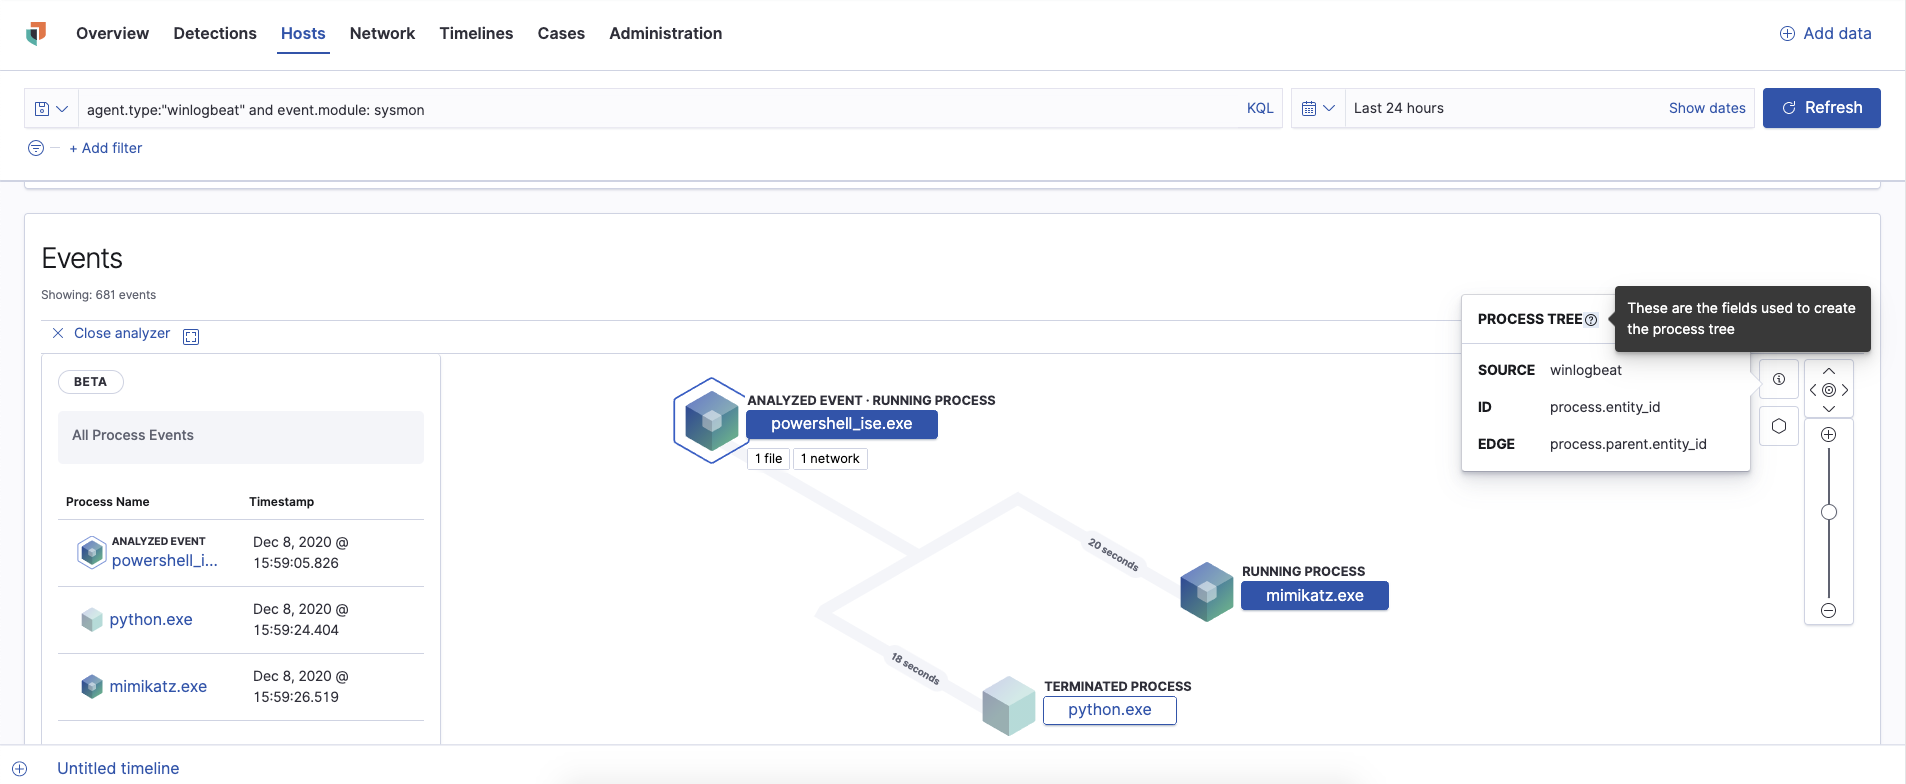 Overview Detections Hosts Network Timelines Cases Administration Add data
agent.type:"winlogbeat" and event.module: sysmon KQL Last 24 hours Show dates Refresh
+ Add filter
Events
Showing: 681 events
Close analyzer
PROCESS TREE
These are the fields used to create
the process tree
SOURCE winlogbeat
ID process.entity_id
EDGE process.parent.entity_id
BETA
All Process Events
Process Name Timestamp
ANALYZED EVENT
powershell_i... Dec 8, 2020 @
15:59:05.826
python.exe Dec 8, 2020 @
15:59:24.404
mimikatz.exe Dec 8, 2020 @
15:59:26.519
ANALYZED EVENT · RUNNING PROCESS
powershell_ise.exe
1 file 1 network
20 seconds
RUNNING PROCESS
mimikatz.exe
18 seconds
TERMINATED PROCESS
python.exe
Untitled timeline